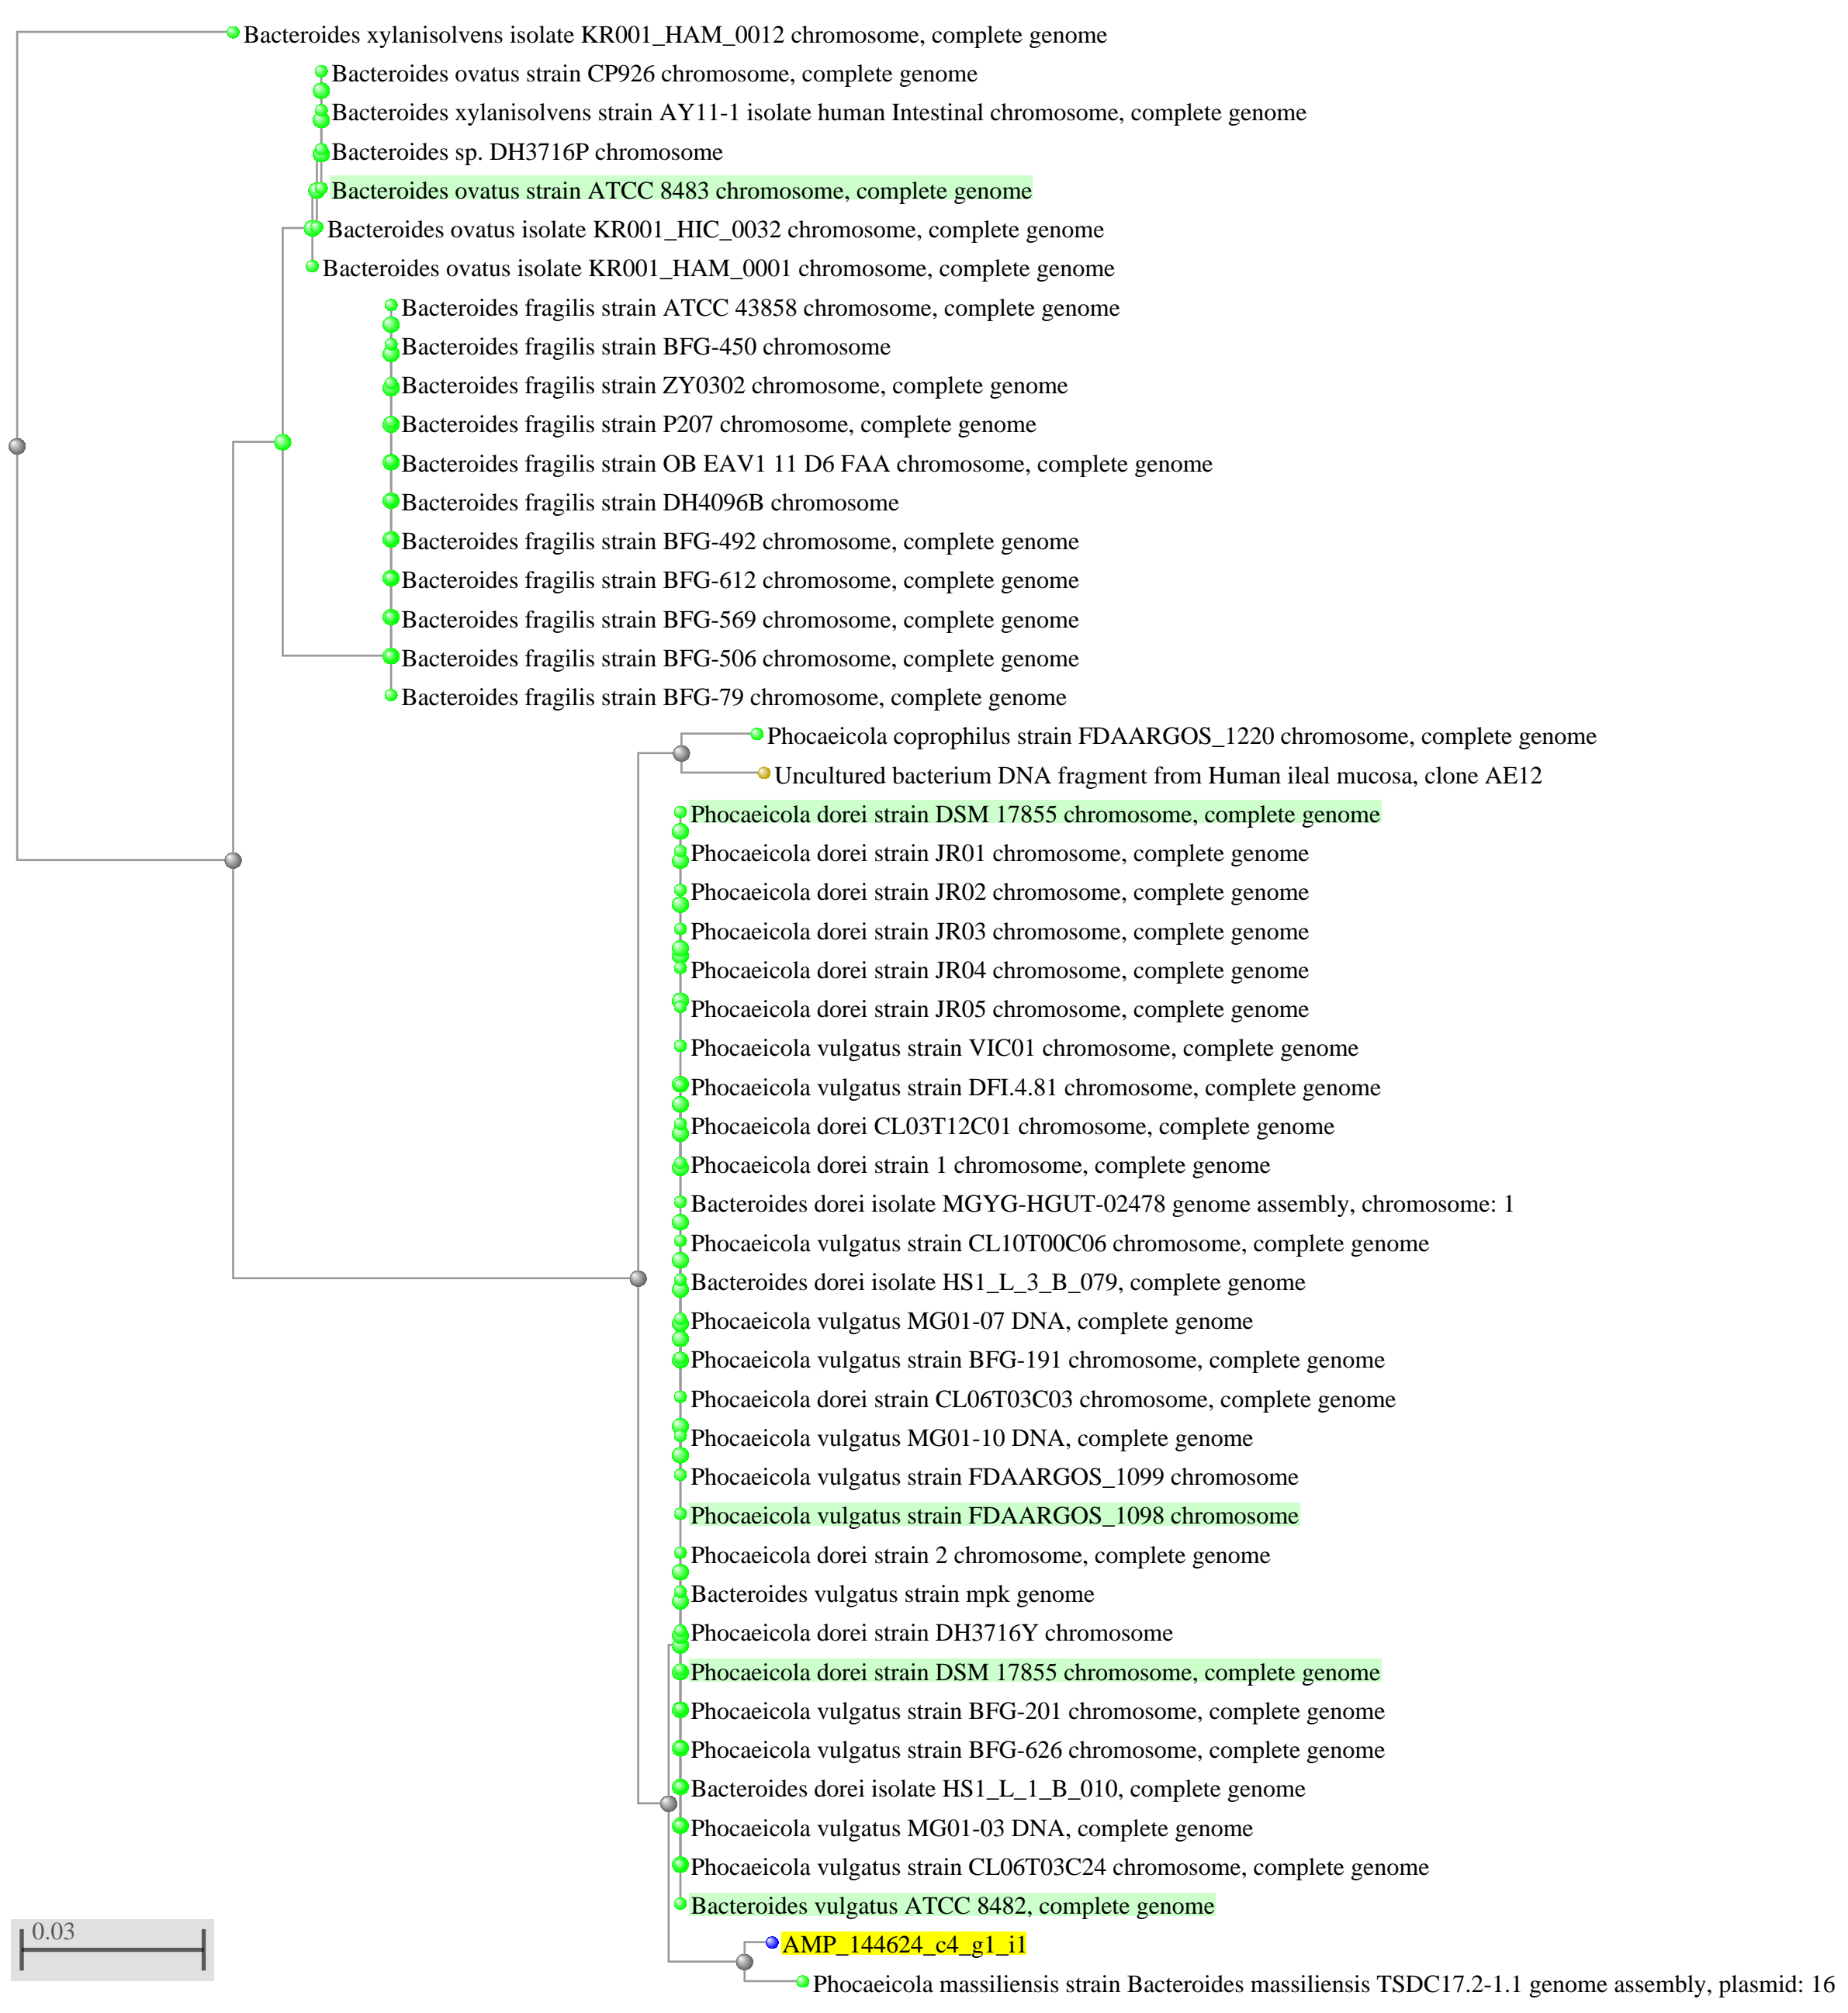 Bacteroides xylanisolvens isolate KR001_HAM_0012 chromosome, complete genome
Bacteroides ovatus strain CP926 chromosome, complete genome
Bacteroides xylanisolvens strain AY11-1 isolate human Intestinal chromosome, complete genome
Bacteroides sp. DH3716P chromosome
Bacteroides ovatus strain ATCC 8483 chromosome, complete genome
Bacteroides ovatus isolate KR001_HIC_0032 chromosome, complete genome
Bacteroides ovatus isolate KR001_HAM_0001 chromosome, complete genome
Bacteroides fragilis strain ATCC 43858 chromosome, complete genome
Bacteroides fragilis strain BFG-450 chromosome
Bacteroides fragilis strain ZY0302 chromosome, complete genome
Bacteroides fragilis strain P207 chromosome, complete genome
Bacteroides fragilis strain OB EAV1 11 D6 FAA chromosome, complete genome
Bacteroides fragilis strain DH4096B chromosome
Bacteroides fragilis strain BFG-492 chromosome, complete genome
Bacteroides fragilis strain BFG-612 chromosome, complete genome
Bacteroides fragilis strain BFG-569 chromosome, complete genome
Bacteroides fragilis strain BFG-506 chromosome, complete genome
Bacteroides fragilis strain BFG-79 chromosome, complete genome
Phocaeicola coprophilus strain FDAARGOS_1220 chromosome, complete genome
Uncultured bacterium DNA fragment from Human ileal mucosa, clone AE12
Phocaeicola dorei strain DSM 17855 chromosome, complete genome
Phocaeicola dorei strain JR01 chromosome, complete genome
Phocaeicola dorei strain JR02 chromosome, complete genome
Phocaeicola dorei strain JR03 chromosome, complete genome
Phocaeicola dorei strain JR04 chromosome, complete genome
Phocaeicola dorei strain JR05 chromosome, complete genome
Phocaeicola vulgatus strain VIC01 chromosome, complete genome
Phocaeicola vulgatus strain DFI.4.81 chromosome, complete genome
Phocaeicola dorei CL03T12C01 chromosome, complete genome
Phocaeicola dorei strain 1 chromosome, complete genome
Bacteroides dorei isolate MGYG-HGUT-02478 genome assembly, chromosome: 1
Phocaeicola vulgatus strain CL10T00C06 chromosome, complete genome
Bacteroides dorei isolate HS1_L_3_B_079, complete genome
Phocaeicola vulgatus MG01-07 DNA, complete genome
Phocaeicola vulgatus strain BFG-191 chromosome, complete genome
Phocaeicola dorei strain CL06T03C03 chromosome, complete genome
Phocaeicola vulgatus MG01-10 DNA, complete genome
Phocaeicola vulgatus strain FDAARGOS_1099 chromosome
Phocaeicola vulgatus strain FDAARGOS_1098 chromosome
Phocaeicola dorei strain 2 chromosome, complete genome
Bacteroides vulgatus strain mpk genome
Phocaeicola dorei strain DH3716Y chromosome
Phocaeicola dorei strain DSM 17855 chromosome, complete genome
Phocaeicola vulgatus strain BFG-201 chromosome, complete genome
Phocaeicola vulgatus strain BFG-626 chromosome, complete genome
Bacteroides dorei isolate HS1_L_1_B_010, complete genome
Phocaeicola vulgatus MG01-03 DNA, complete genome
Phocaeicola vulgatus strain CL06T03C24 chromosome, complete genome
Bacteroides vulgatus ATCC 8482, complete genome
0.03
AMP_144624_c4_g1_i1
Phocaeicola massiliensis strain Bacteroides massiliensis TSDC17.2-1.1 genome assembly, plasmid: 16